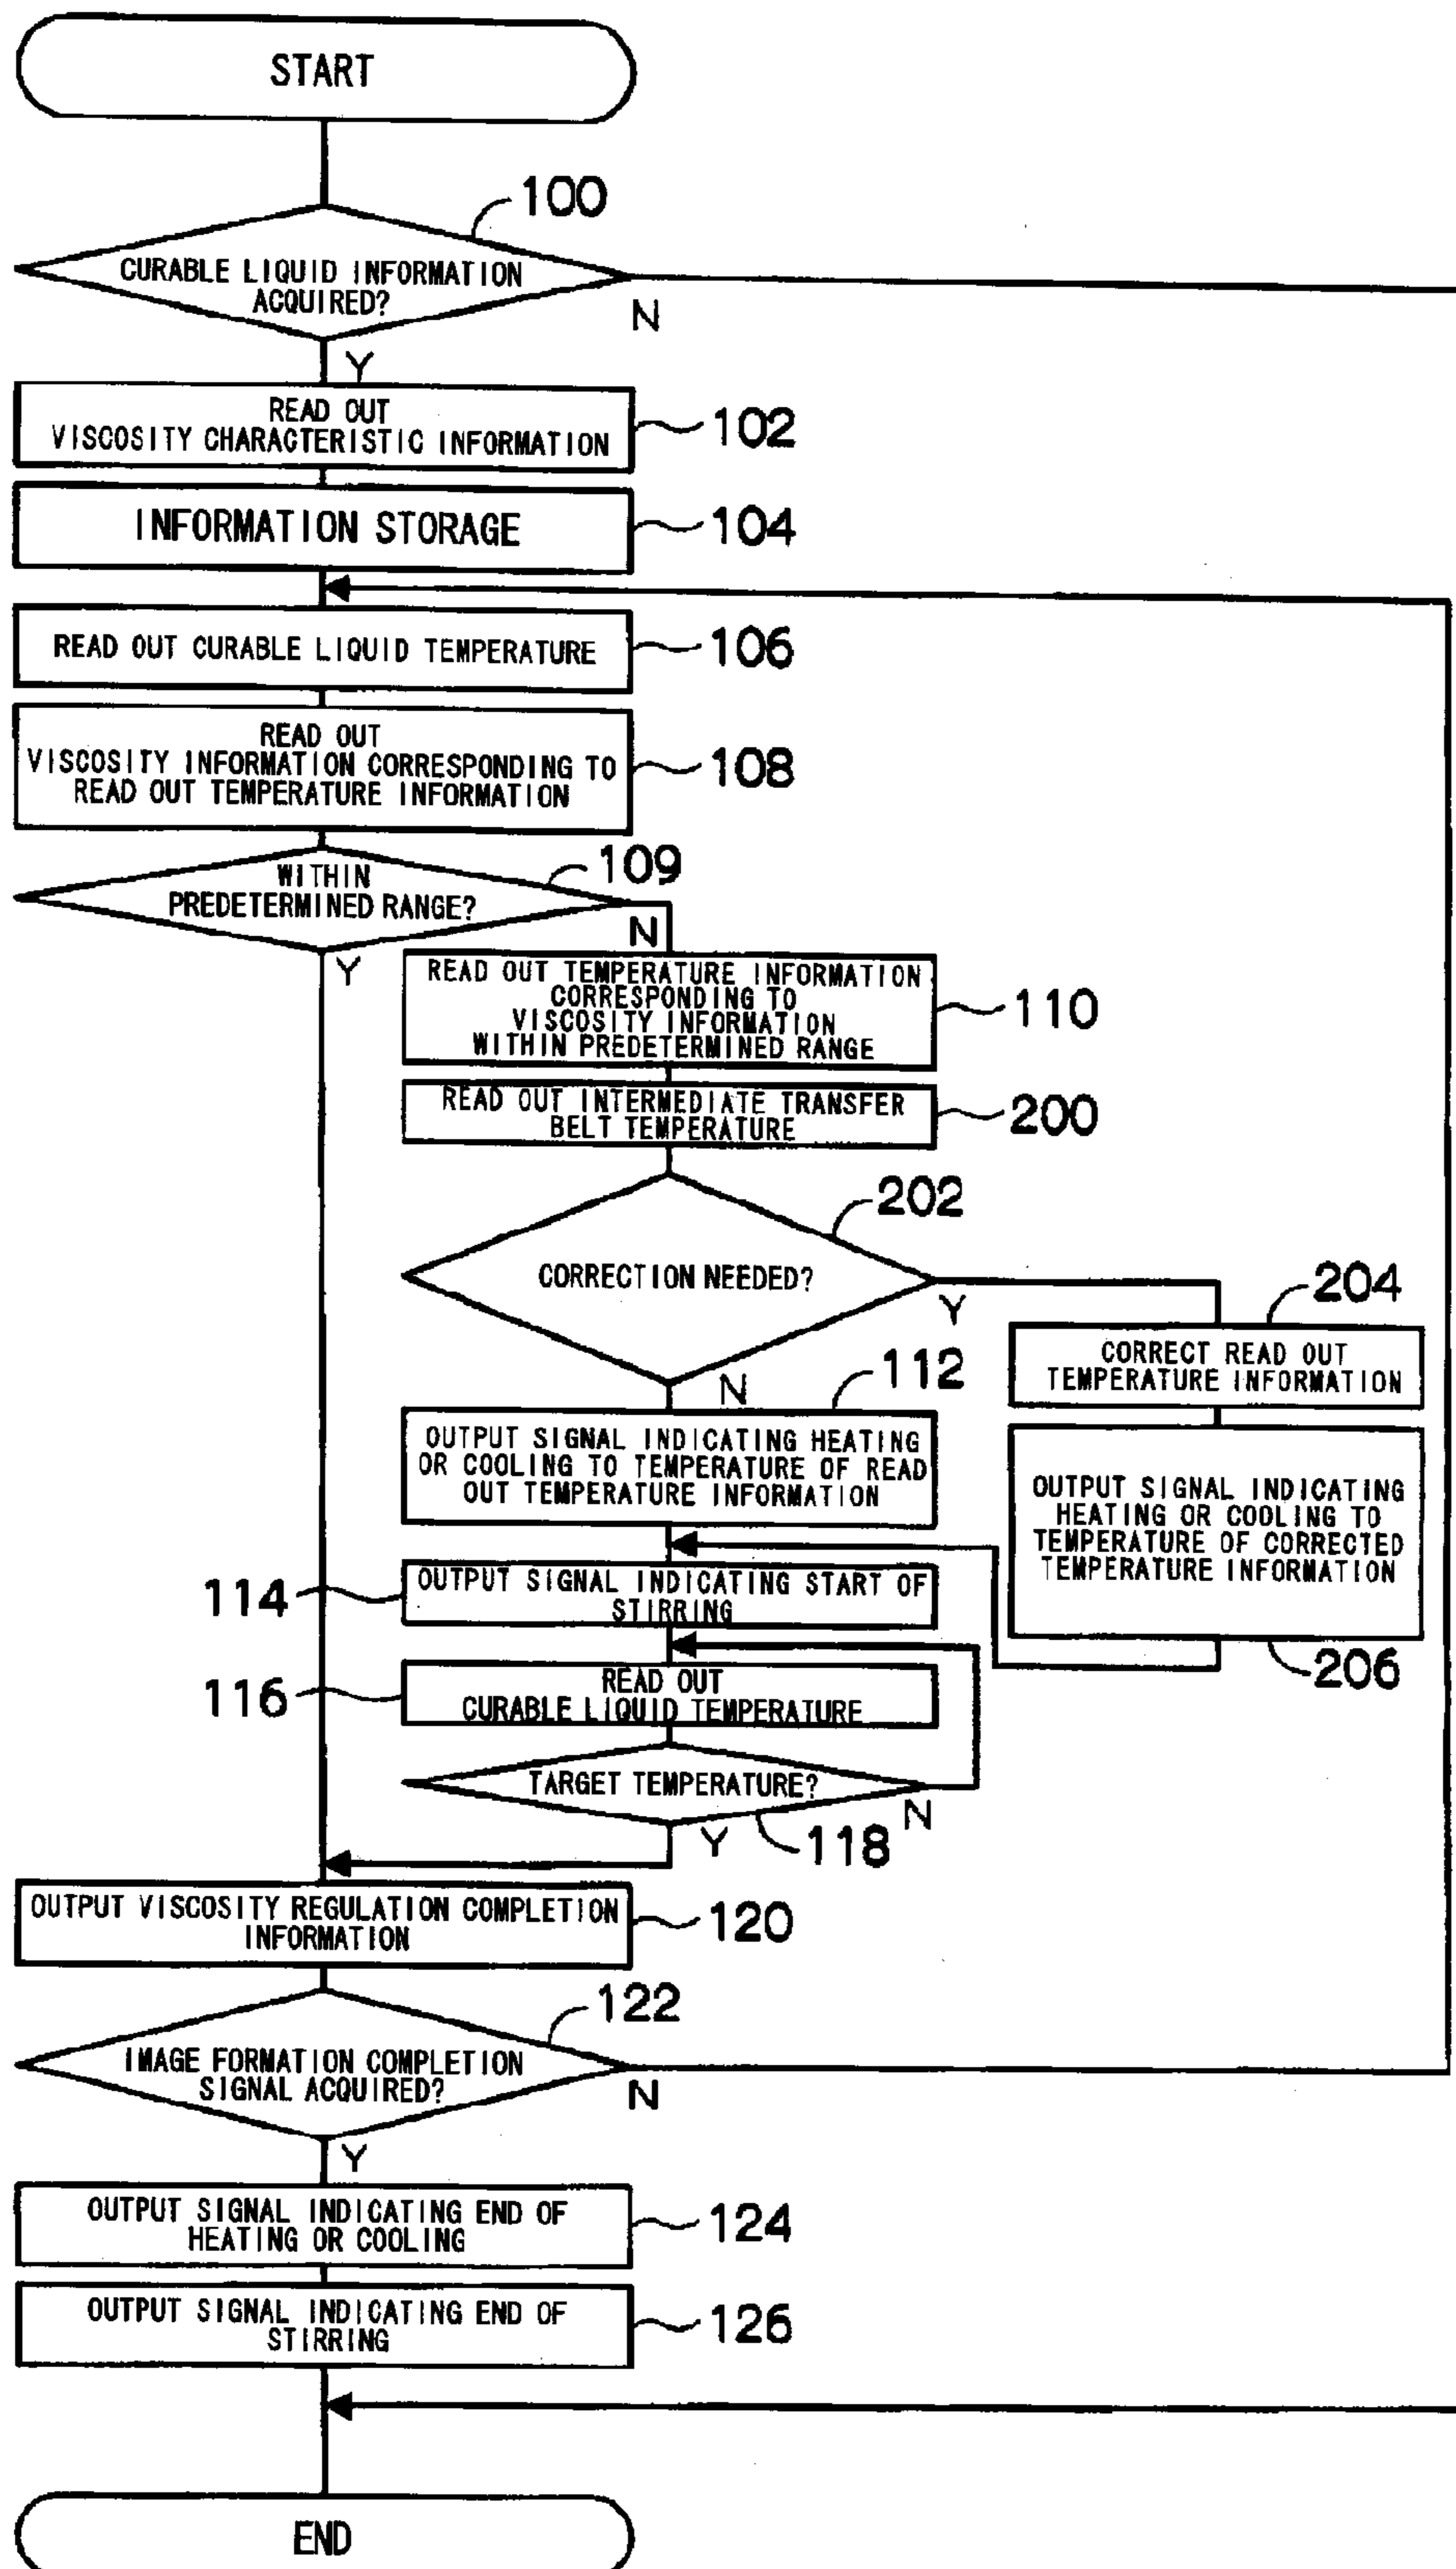 START
100
CURABLE LIQUID INFORMATION
ACQUIRED?
N
Y
READ OUT
VISCOSITY CHARACTERISTIC INFORMATION
102
INFORMATION STORAGE
104
READ OUT CURABLE LIQUID TEMPERATURE
106
READ OUT
VISCOSITY INFORMATION CORRESPONDING TO
READ OUT TEMPERATURE INFORMATION
108
109
WITHIN
PREDETERMINED RANGE?
N
Y
READ OUT TEMPERATURE INFORMATION
CORRESPONDING TO
VISCOSITY INFORMATION
WITHIN PREDETERMINED RANGE
110
READ OUT INTERMEDIATE TRANSFER
BELT TEMPERATURE
200
202
CORRECTION NEEDED?
Y
N
204
CORRECT READ OUT
TEMPERATURE INFORMATION
112
OUTPUT SIGNAL INDICATING HEATING
OR COOLING TO TEMPERATURE OF READ
OUT TEMPERATURE INFORMATION
OUTPUT SIGNAL INDICATING
HEATING OR COOLING TO
TEMPERATURE OF CORRECTED
TEMPERATURE INFORMATION
206
114
OUTPUT SIGNAL INDICATING START OF
STIRRING
116
READ OUT
CURABLE LIQUID TEMPERATURE
TARGET TEMPERATURE?
N
Y
118
OUTPUT VISCOSITY REGULATION COMPLETION
INFORMATION
120
122
IMAGE FORMATION COMPLETION
SIGNAL ACQUIRED?
N
Y
OUTPUT SIGNAL INDICATING END OF
HEATING OR COOLING
124
OUTPUT SIGNAL INDICATING END OF
STIRRING
126
END